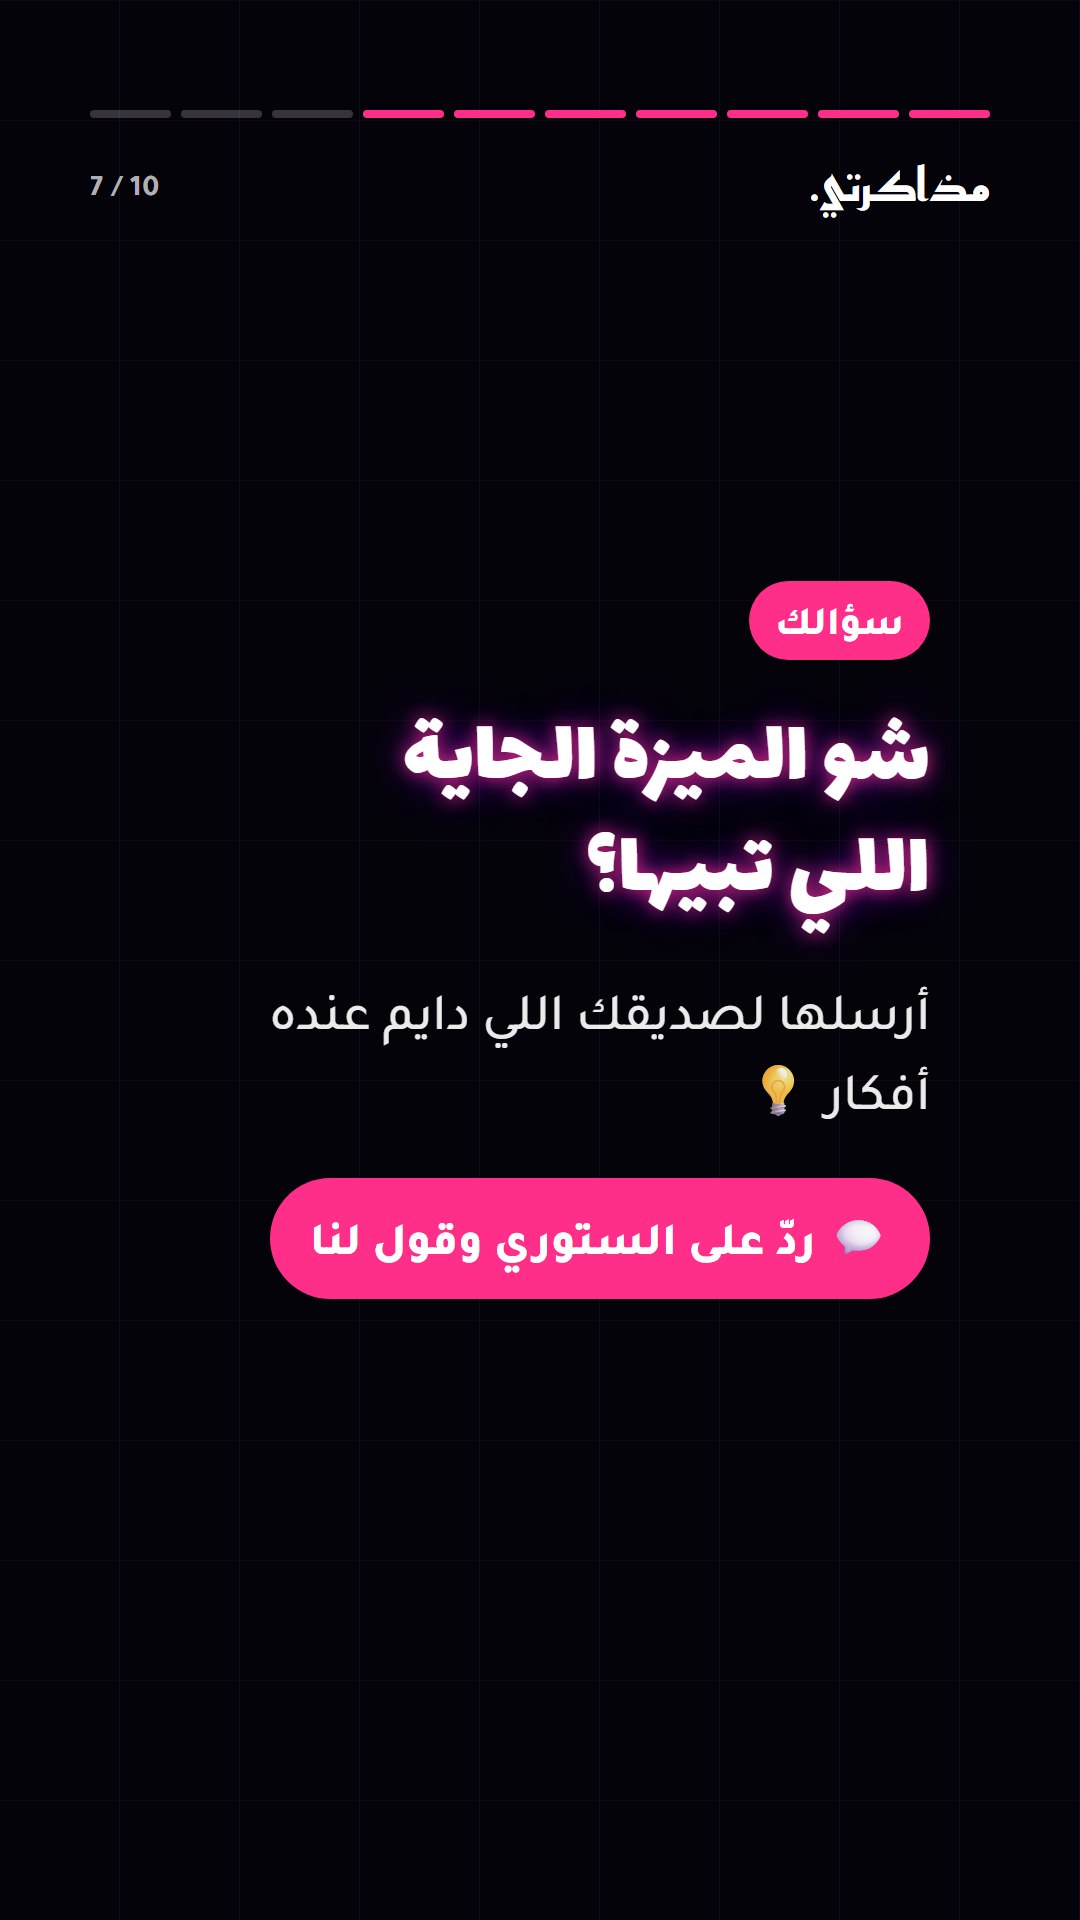 مذاكرتي.
7 / 10
سؤالك
شو الميزة الجاية
اللي تبيها؟
أرسلها لصديقك اللي دايم عنده
أفكار 💡
💬 ردّ على الستوري وقول لنا